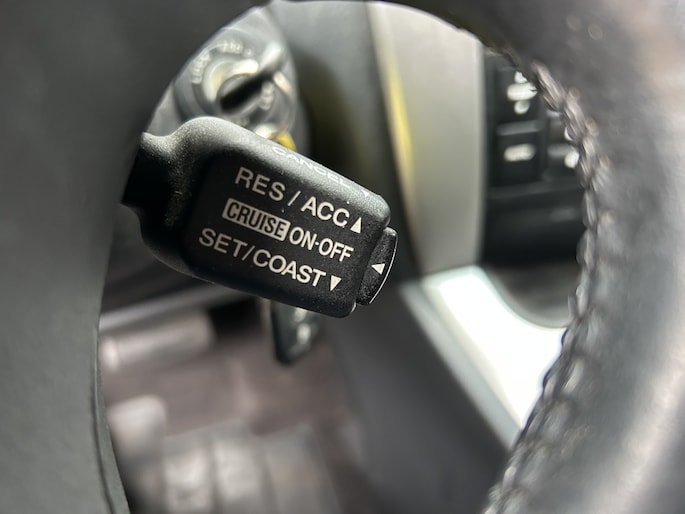 CANCEL
RES/ACC▲
CRUISE ON-OFF
SET/COAST▼